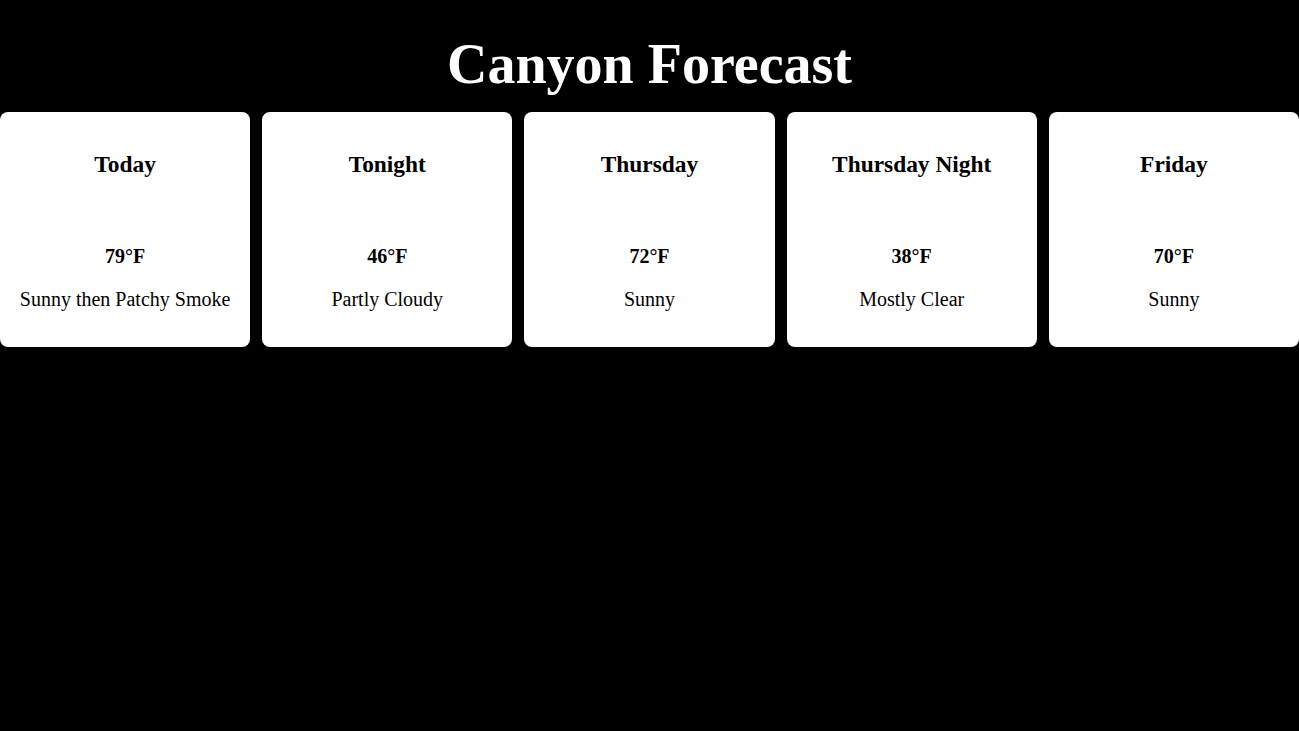 Canyon Forecast
Today
79°F
Sunny then Patchy Smoke
Tonight
46°F
Partly Cloudy
Thursday
72°F
Sunny
Thursday Night
38°F
Mostly Clear
Friday
70°F
Sunny